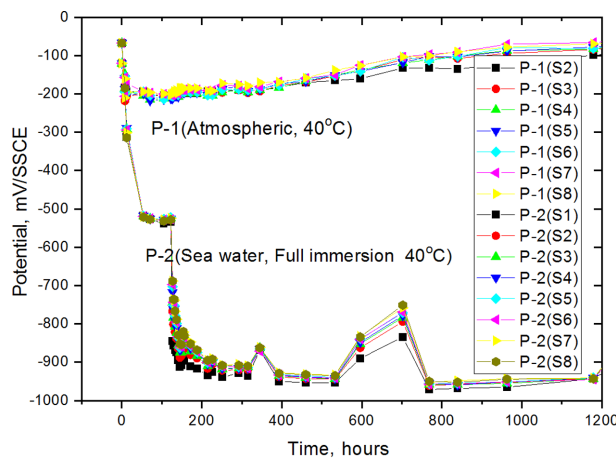 0
-100
-200
-300
-400
-500
-600
-700
-800
-900
-1000
Potential, mV/SSCE
P-1(Atmospheric, 40°C)
P-2(Sea water, Full immersion 40°C)
P-1(S2)
P-1(S3)
P-1(S4)
P-1(S5)
P-1(S6)
P-1(S7)
P-1(S8)
P-2(S1)
P-2(S2)
P-2(S3)
P-2(S4)
P-2(S5)
P-2(S6)
P-2(S7)
P-2(S8)
0 200 400 600 800 1000 1200
Time, hours